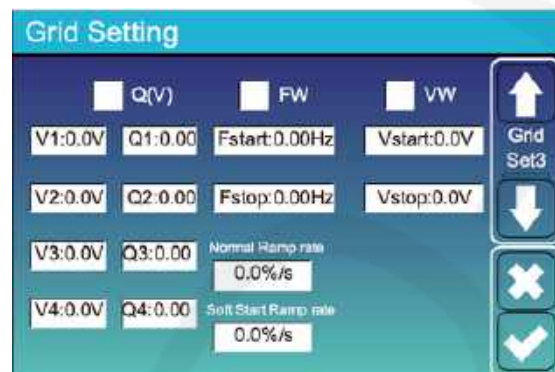 Grid Setting
Q(V) FW VW
V1:0.0V Q1:0.00 Fstart:0.00Hz Vstart:0.0V
Grid
Set3
V2:0.0V Q2:0.00 Fstop:0.00Hz Vstop:0.0V
V3:0.0V Q3:0.00 Normal Ramp rate
0.0%/s
V4:0.0V Q4:0.00 Soft Start Ramp rate
0.0%/s